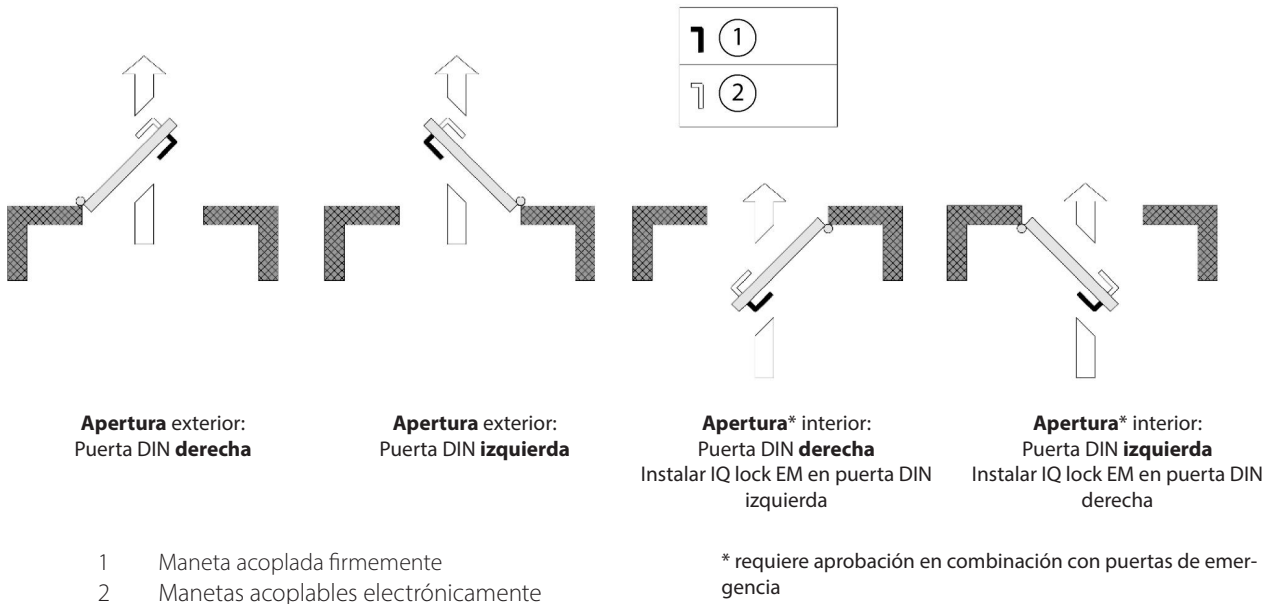 1
2
Apertura exterior:
Puerta DIN derecha
Apertura exterior:
Puerta DIN izquierda
Apertura* interior:
Puerta DIN derecha
Instalar IQ lock EM en puerta DIN
izquierda
Apertura* interior:
Puerta DIN izquierda
Instalar IQ lock EM en puerta DIN
derecha
1 Maneta acoplada firmemente
2 Manetas acoplables electrónicamente
* requiere aprobación en combinación con puertas de emer-
gencia